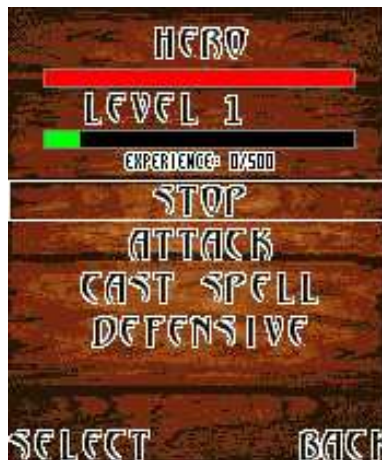 HERO
LEVEL 1
EXPERIENCE: 0/500
STOP
ATTACK
CAST SPELL
DEFENSIVE
SELECT BACK